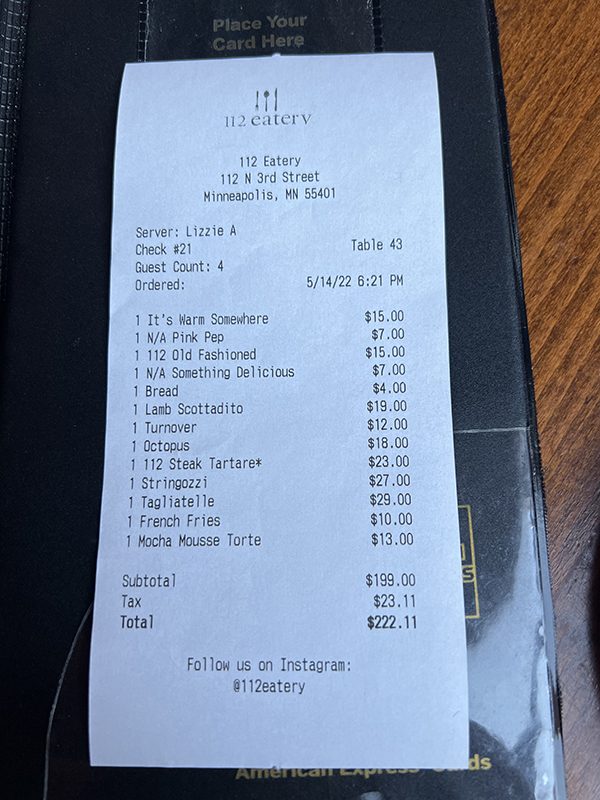 Place Your
Card Here
112 eatery
112 Eatery
112 N 3rd Street
Minneapolis, MN 55401
Server: Lizzie A
Check #21 Table 43
Guest Count: 4
Ordered: 5/14/22 6:21 PM
1 It's Warm Somewhere $15.00
1 N/A Pink Pep $7.00
1 112 Old Fashioned $15.00
1 N/A Something Delicious $7.00
1 Bread $4.00
1 Lamb Scottadito $19.00
1 Turnover $12.00
1 Octopus $18.00
1 112 Steak Tartare* $23.00
1 Stringozzi $27.00
1 Tagliatelle $29.00
1 French Fries $10.00
1 Mocha Mousse Torte $13.00
Subtotal $199.00
Tax $23.11
Total $222.11
Follow us on Instagram:
@112eatery
American Express Cards